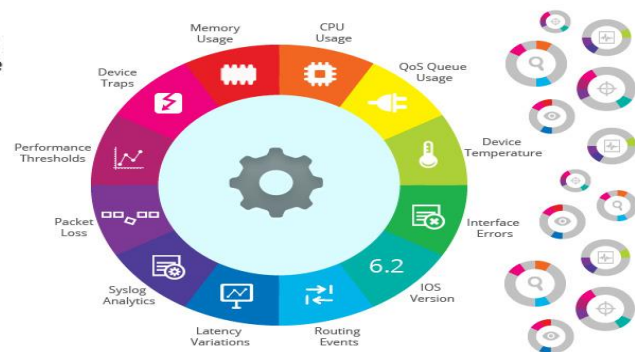 Memory
Usage
CPU
Usage
QoS Queue
Usage
Device
Temperature
Interface
Errors
6.2
IOS
Version
Routing
Events
Latency
Variations
Syslog
Analytics
Packet
Loss
Performance
Thresholds
Device
Traps